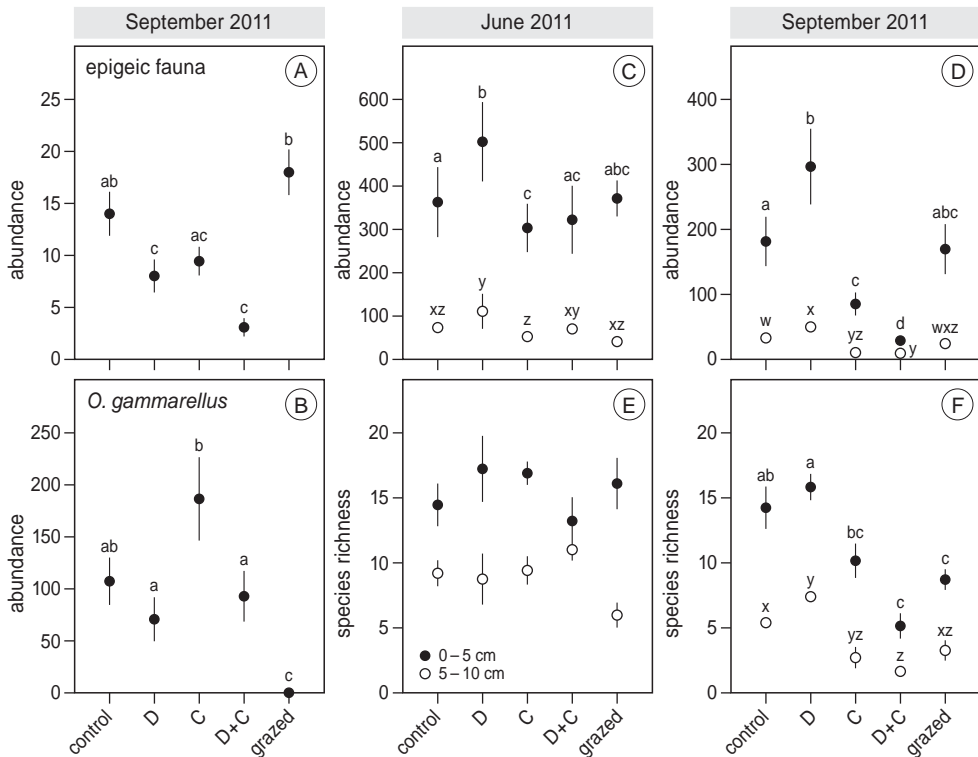 September 2011
June 2011
September 2011
epigeic fauna
A
abundance
25
20
15
10
5
0
ab
c
ac
c
b
C
abundance
600
500
400
300
200
100
0
a
b
c
ac
abc
xz
y
z
xy
xz
D
abundance
400
300
200
100
0
a
b
c
d
abc
w
x
yz
y
wxz
O. gammarellus
B
abundance
250
200
150
100
50
0
ab
a
b
a
c
control
D
C
D+C
grazed
E
species richness
20
15
10
5
0
0–5 cm
5–10 cm
control
D
C
D+C
grazed
F
species richness
20
15
10
5
0
ab
a
bc
c
c
x
y
yz
z
xz
control
D
C
D+C
grazed